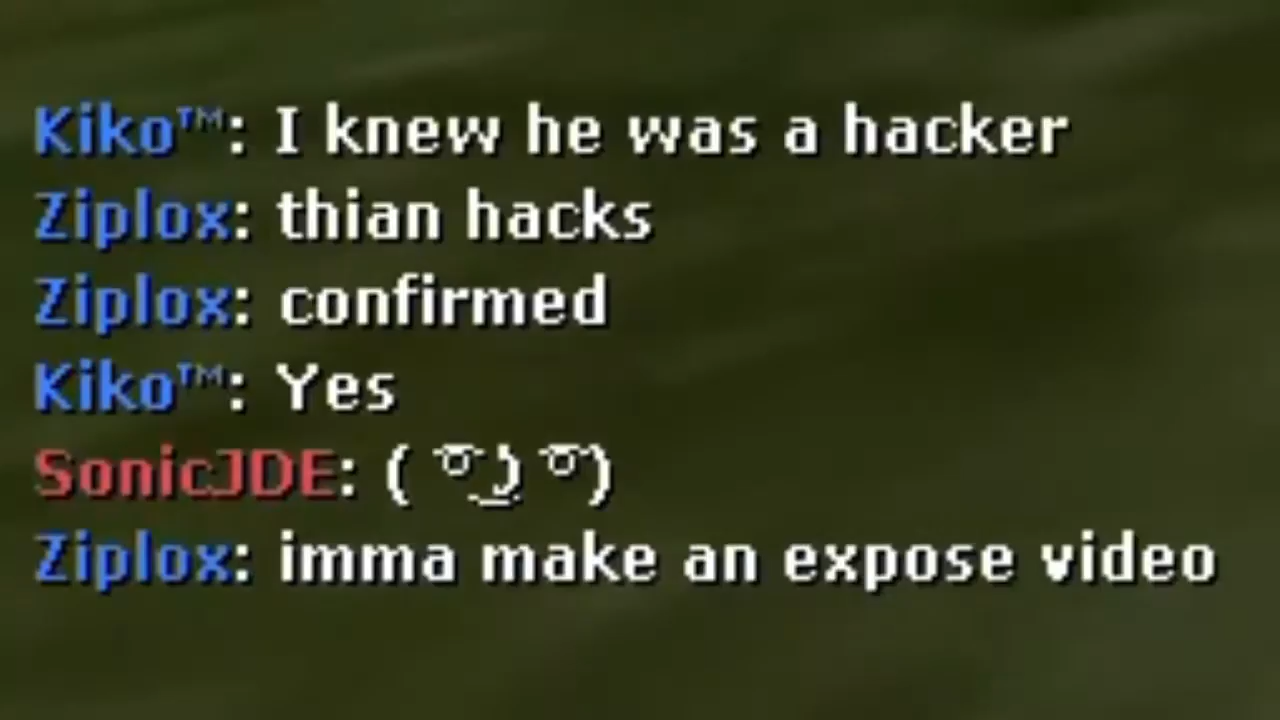 Kiko™: I knew he was a hacker
Ziplox: thian hacks
Ziplox: confirmed
Kiko™: Yes
SonicJDE: ( ͡° ͜ʖ ͡°)
Ziplox: imma make an expose video